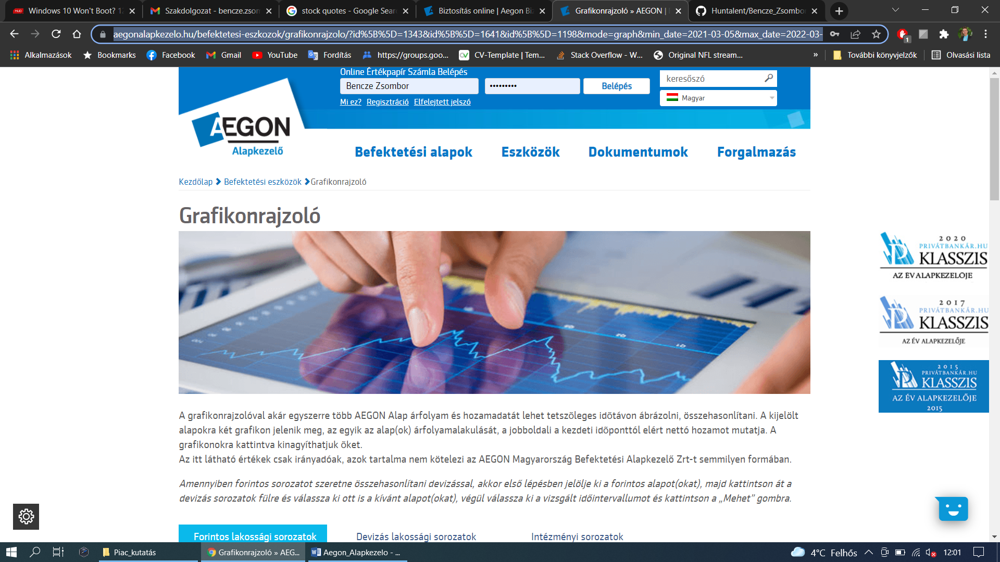 Windows 10 Won't Boot? 12
Szakdolgozat - bencze.zson
stock quotes - Google Sear
Biztosítás online | Aegon Biz
Grafikonrajzoló » AEGON |
Huntalent/Bencze_Zsombo
aegonalapkezelo.hu/befektetesi-eszkozok/grafikonrajzolo/?id%5B%5D=1343&id%5B%5D=1641&id%5B%5D=1198&mode=graph&min_date=2021-03-05&max_date=2022-03-
1
Alkalmazások
Bookmarks
Facebook
Gmail
YouTube
Fordítás
https://groups.goo...
CV-Template | Tem...
Stack Overflow - W...
Original NFL stream...
»
További könyvjelzők
Olvasási lista
Online Értékpapír Számla Belépés
Bencze Zsombor
•••••••••
Belépés
keresőszó
Mi ez? Regisztráció Elfelejtett jelszó
Magyar
AEGON
Alapkezelő
Befektetési alapok
Eszközök
Dokumentumok
Forgalmazás
Kezdőlap Befektetési eszközök Grafikonrajzoló
Grafikonrajzoló
2020
PRIVÁTBANKÁR.HU
KLASSZIS
AZ ÉV ALAPKEZELŐJE
2017
PRIVÁTBANKÁR.HU
KLASSZIS
AZ ÉV ALAPKEZELŐJE
2015
PRIVÁTBANKÁR.HU
KLASSZIS
AZ ÉV ALAPKEZELŐJE
2015
A grafikonrajzolóval akár egyszerre több AEGON Alap árfolyam és hozamadatát lehet tetszõleges idõtávon ábrázolni, összehasonlítani. A kijelölt
alapokra két grafikon jelenik meg, az egyik az alap(ok) árfolyamalakulását, a jobboldali a kezdeti idõponttól elért nettó hozamot mutatja. A
grafikonokra kattintva kinagyíthatjuk õket.
Az itt látható értékek csak irányadóak, azok tartalma nem kötelezi az AEGON Magyarország Befektetési Alapkezelő Zrt-t semmilyen formában.
Amennyiben forintos sorozatot szeretne összehasonlítani devizással, akkor első lépésben jelölje ki a forintos alapot(okat), majd kattintson át a
devizás sorozatok fülre és válassza ki ott is a kívánt alapot(okat), végül válassza ki a vizsgált időintervallumot és kattintson a „Mehet” gombra.
Forintos lakossági sorozatok
Devizás lakossági sorozatok
Intézményi sorozatok
Piac_kutatás
Grafikonrajzoló » AEG...
Aegon_Alapkezelo - ...
4°C Felhős
12:01